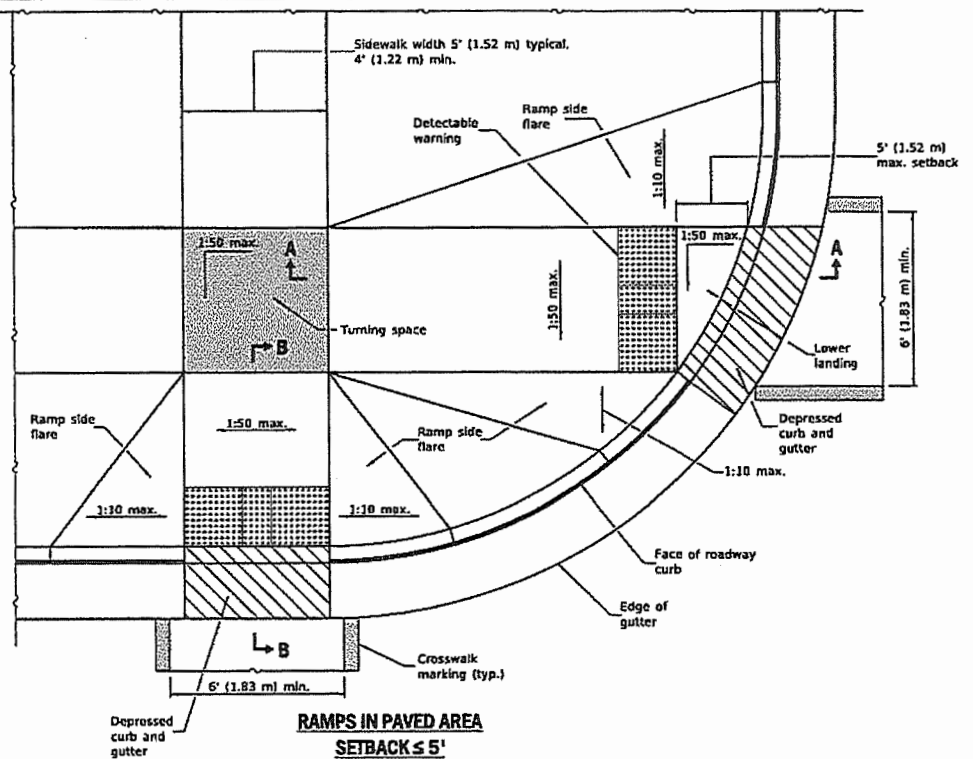 Sidewalk width 5' (1.52 m) typical,
4' (1.22 m) min.
Detectable
warning
Ramp side
flare
1:10 max.
5' (1.52 m)
max. setback
1:50 max.
A
1:50 max.
A
1:50 max.
6' (1.83 m) min.
Turning space
B
Lower
landing
Ramp side
flare
1:50 max.
Ramp side
flare
Depressed
curb and
gutter
1:10 max.
1:10 max.
1:10 max.
Face of roadway
curb
Edge of
gutter
B
Crosswalk
marking (typ.)
6' (1.83 m) min.
Depressed
curb and
gutter
RAMPS IN PAVED AREA
SETBACK ≤ 5'